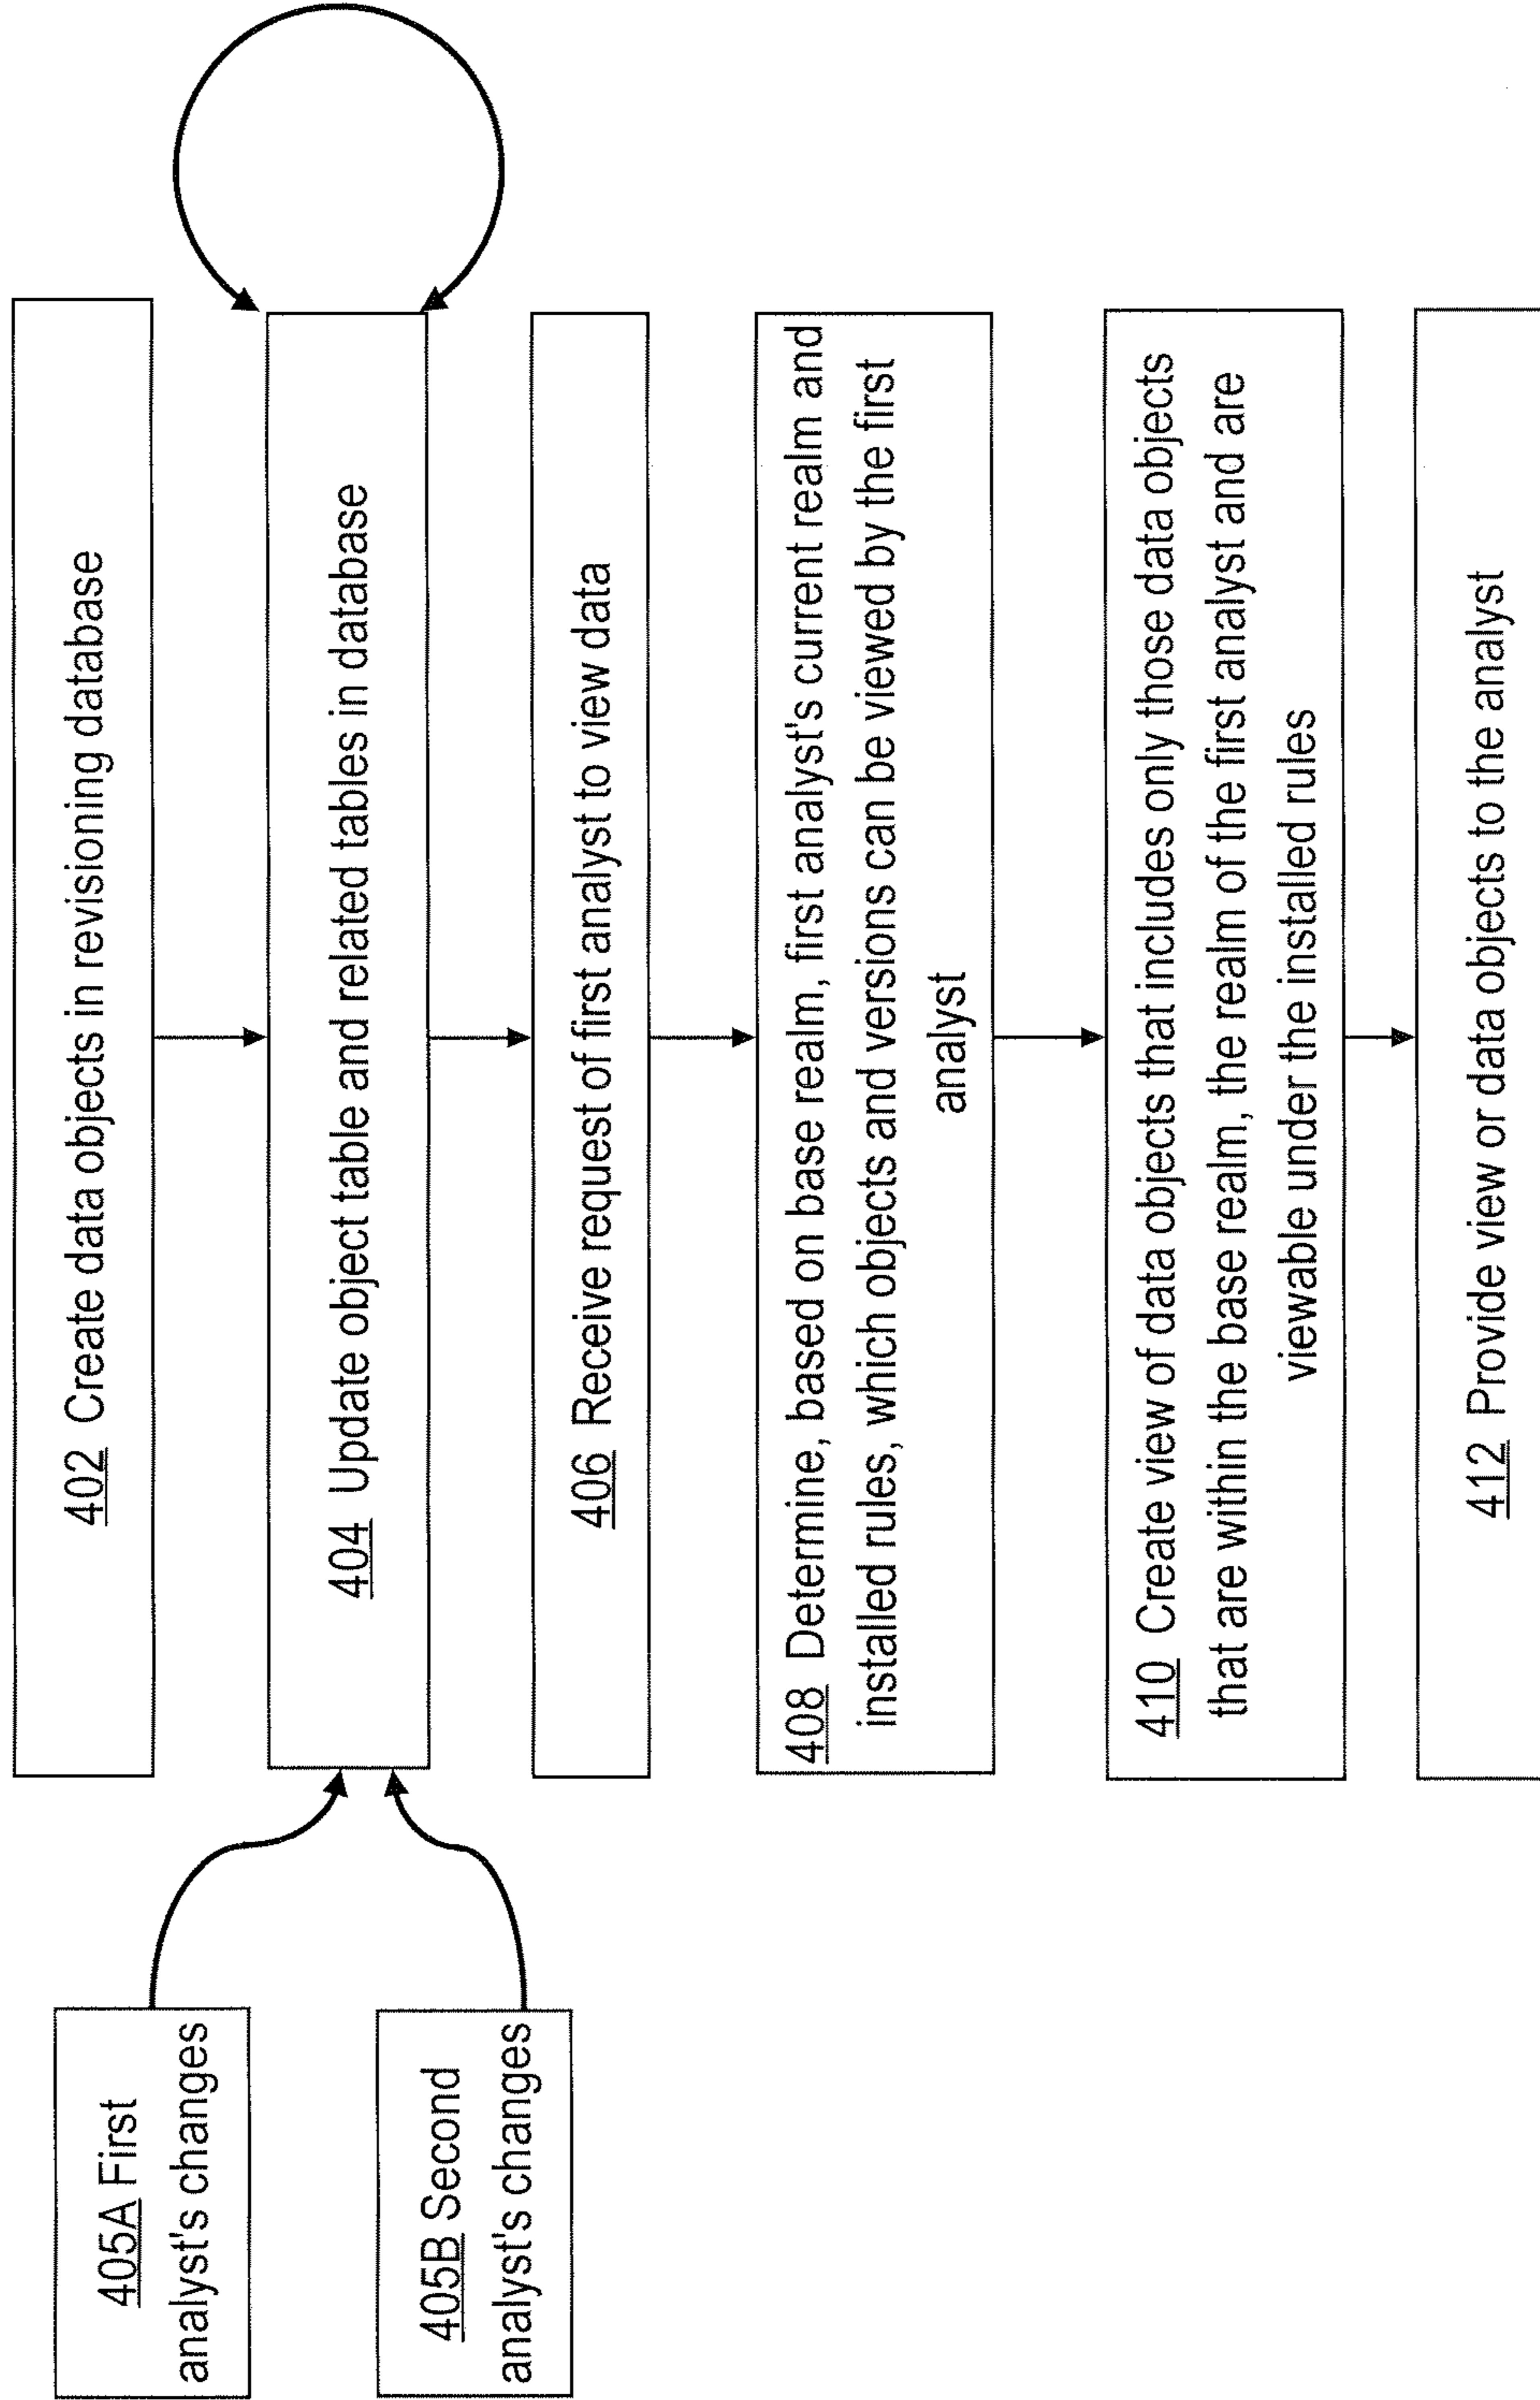 402 Create data objects in revisioning database
404 Update object table and related tables in database
405A First
analyst's changes
405B Second
analyst's changes
406 Receive request of first analyst to view data
408 Determine, based on base realm, first analyst's current realm and
installed rules, which objects and versions can be viewed by the first
analyst
410 Create view of data objects that includes only those data objects
that are within the base realm, the realm of the first analyst and are
viewable under the installed rules
412 Provide view or data objects to the analyst